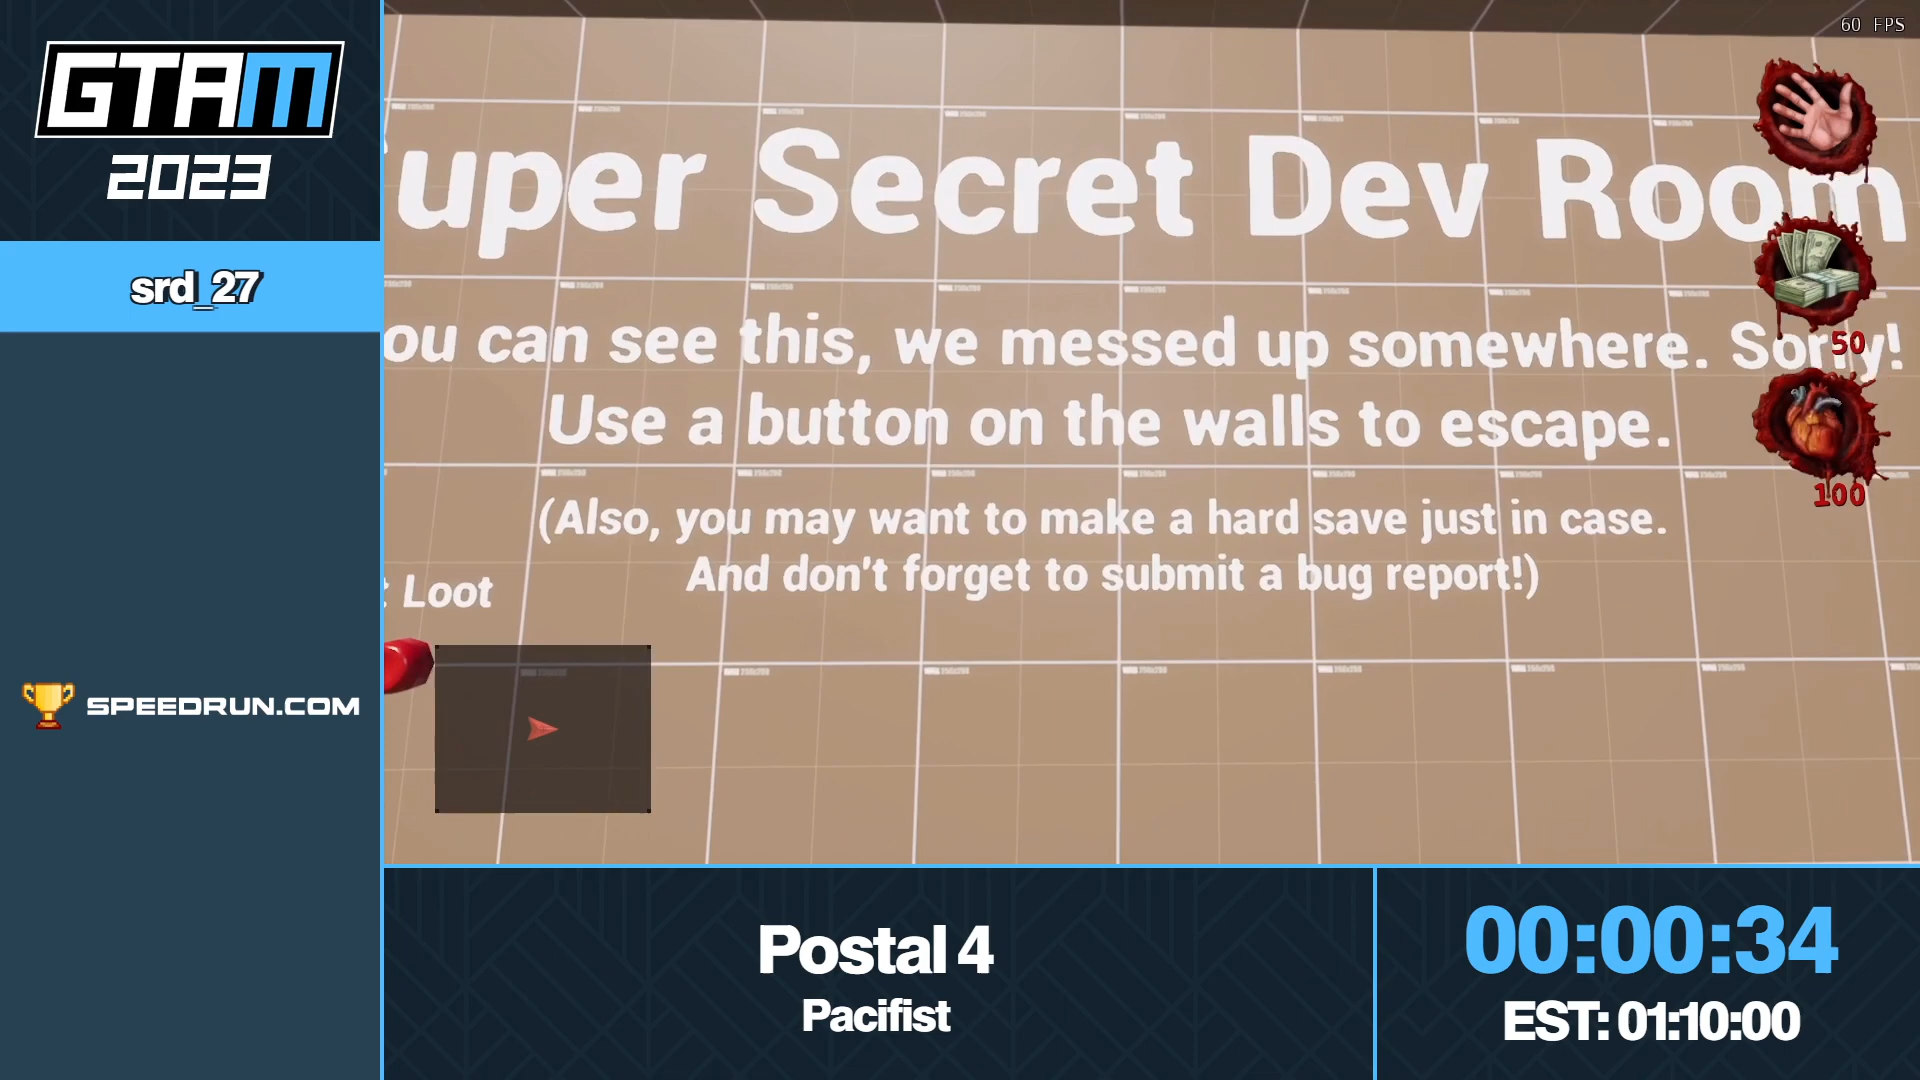 GTAM
2023
srd_27
SPEEDRUN.COM
60 FPS
uper Secret Dev Room
ou can see this, we messed up somewhere. Sorry!
Use a button on the walls to escape.
(Also, you may want to make a hard save just in case.
And don't forget to submit a bug report!)
Loot
50
100
Postal 4
Pacifist
00:00:34
EST: 01:10:00